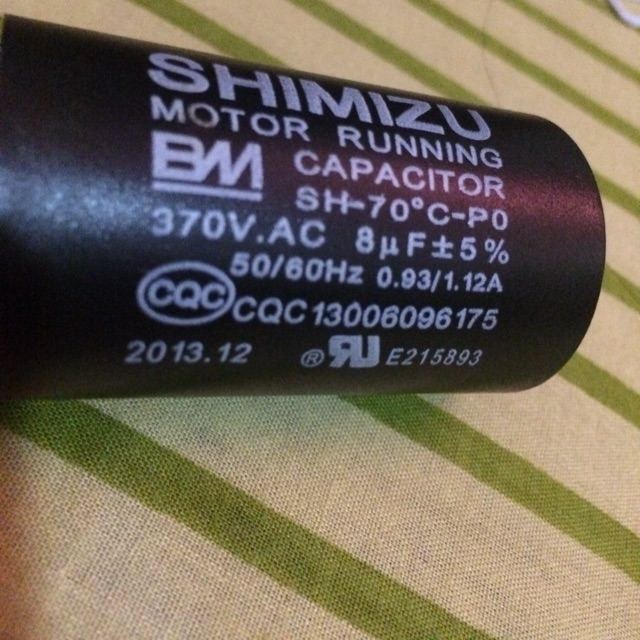 SHIMIZU
MOTOR RUNNING
BM CAPACITOR
SH-70°C-P0
370V.AC 8µF±5%
50/60Hz 0.93/1.12A
CQC CQC13006096175
2013.12 ® RU E215893